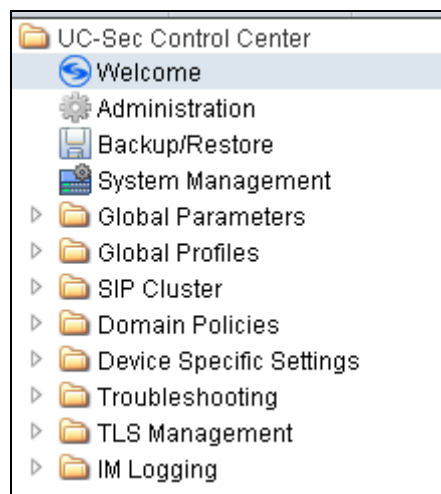 UC-Sec Control Center
Welcome
Administration
Backup/Restore
System Management
Global Parameters
Global Profiles
SIP Cluster
Domain Policies
Device Specific Settings
Troubleshooting
TLS Management
IM Logging